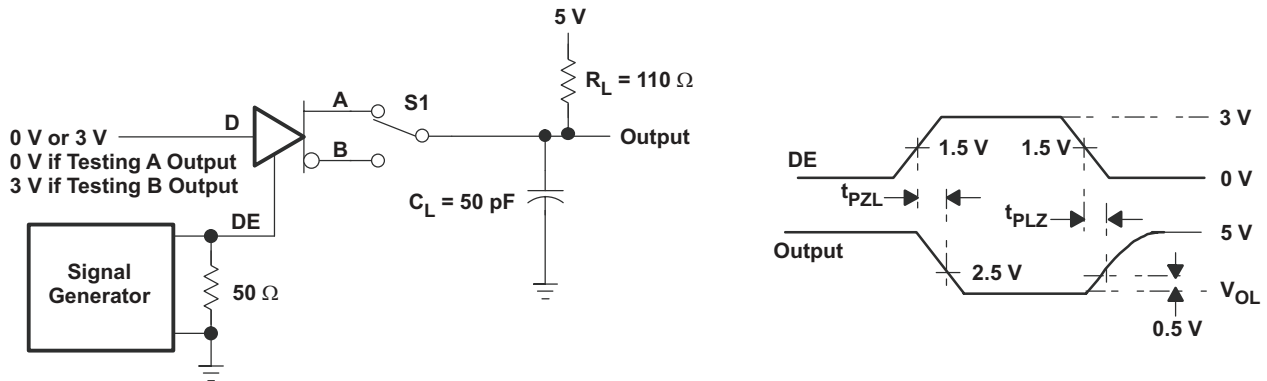 5 V
R_L = 110 Ω
A
S1
D
0 V or 3 V
0 V if Testing A Output
3 V if Testing B Output
B
Output
C_L = 50 pF
DE
Signal
Generator
50 Ω
3 V
1.5 V
1.5 V
DE
0 V
t_PZL
t_PLZ
5 V
Output
2.5 V
V_OL
0.5 V